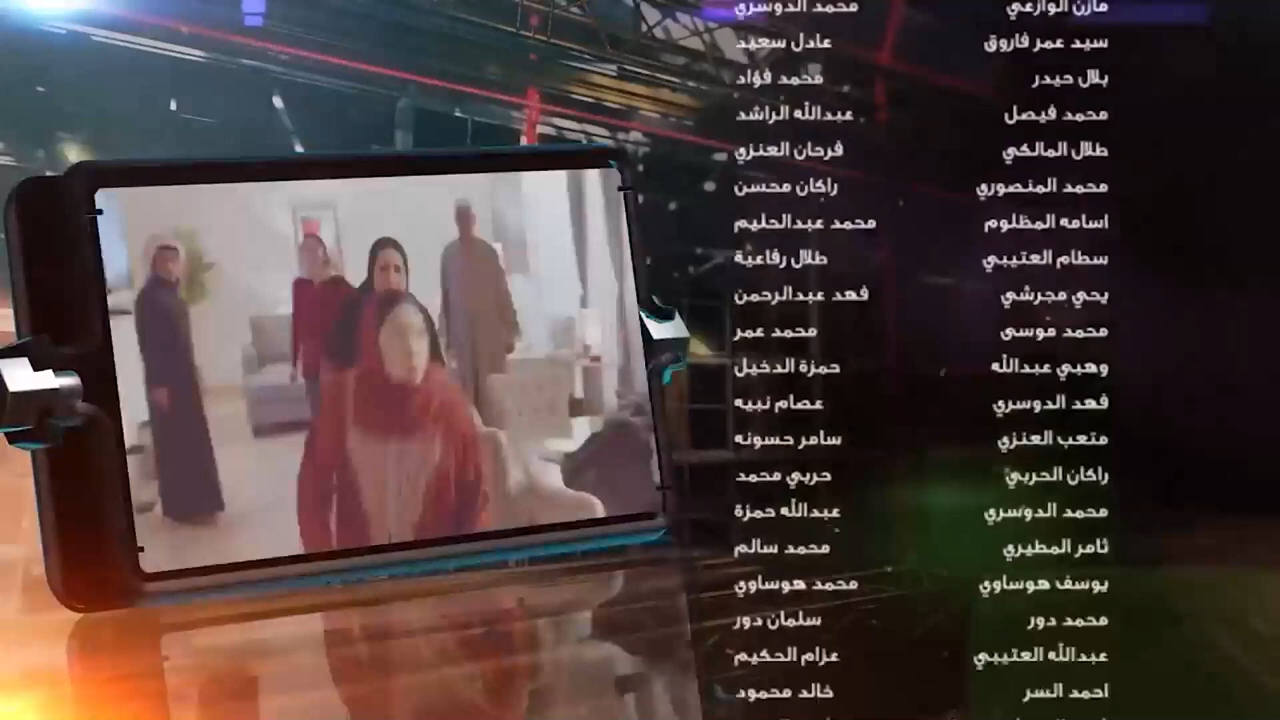 مازن الوازعي محمد الدوسري
سيد عمر فاروق عادل سعيد
بلال حيدر محمد فؤاد
محمد فيصل عبدالله الراشد
طلال المالكي فرحان العنزي
محمد المنصوري راكان محسن
اسامه المظلوم محمد عبدالحليم
سطام العتيبي طلال رفاعية
يحي مجرشي فهد عبدالرحمن
محمد موسى محمد عمر
وهبي عبدالله حمزة الدخيل
فهد الدوسري عصام نبيه
متعب العنزي سامر حسونه
راكان الحربي حربي محمد
محمد الدوسري عبدالله حمزة
ثامر المطيري محمد سالم
يوسف هوساوي محمد هوساوي
محمد دور سلمان دور
عبدالله العتيبي عزام الحكيم
احمد السر خالد محمود